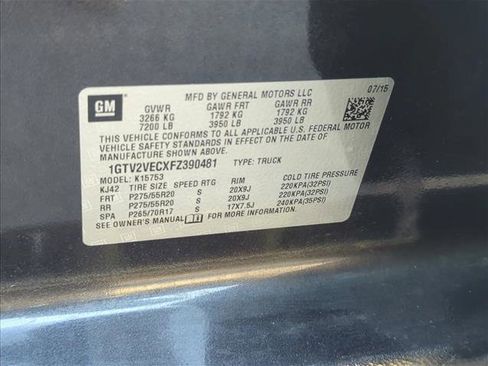 MFD BY GENERAL MOTORS LLC 07/15
GM GVWR GAWR FRT GAWR RR
3266 KG 1792 KG 1792 KG
7200 LB 3950 LB 3950 LB
THIS VEHICLE CONFORMS TO ALL APPLICABLE U.S. FEDERAL MOTOR
VEHICLE SAFETY STANDARDS IN EFFECT ON THE DATE OF
MANUFACTURE SHOWN ABOVE.
1GTV2VECXFZ390481 TYPE: TRUCK
MODEL: K15753
KJ42 TIRE SIZE SPEED RTG RIM COLD TIRE PRESSURE
FRT P275/55R20 S 20X9J 220KPA(32PSI)
RR P275/55R20 S 20X9J 220KPA(32PSI)
SPA P265/70R17 S 17X7.5J 240KPA(35PSI)
SEE OWNER'S MANUAL FOR ADDITIONAL INFORMATION.